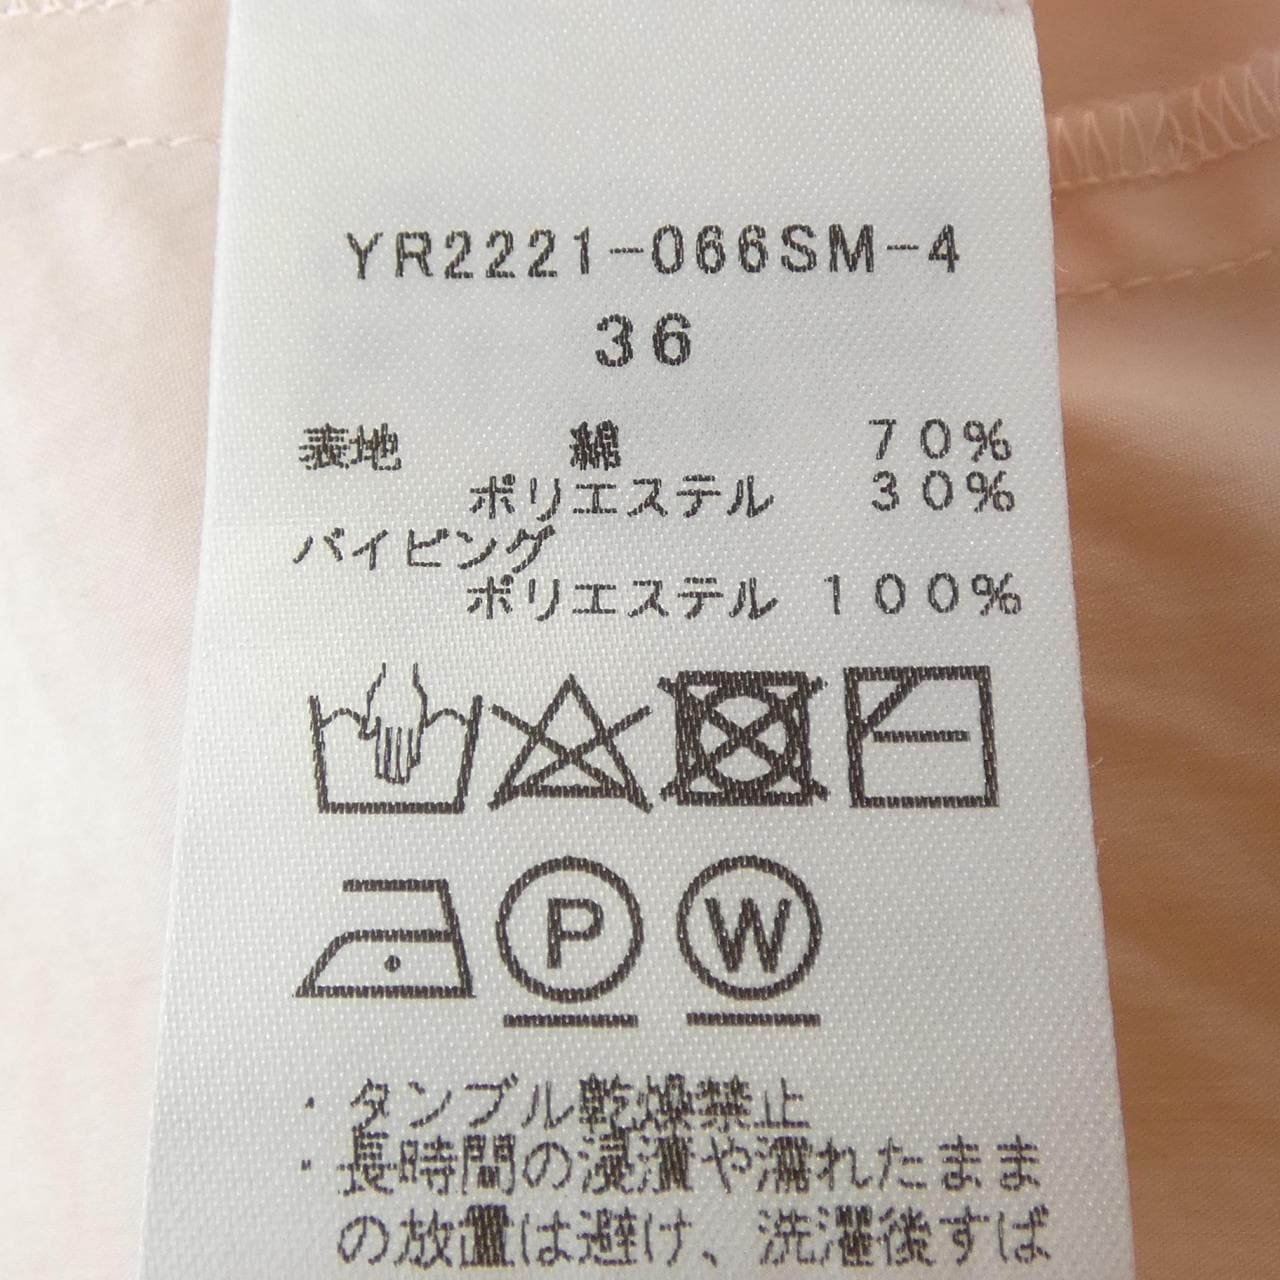 YR2221-066SM-4
36
表地 綿 70%
ポリエステル 30%
パイピング
ポリエステル 100%
P W
・タンブル乾燥禁止
・長時間の浸漬や濡れたまま
の放置は避け、洗濯後すば